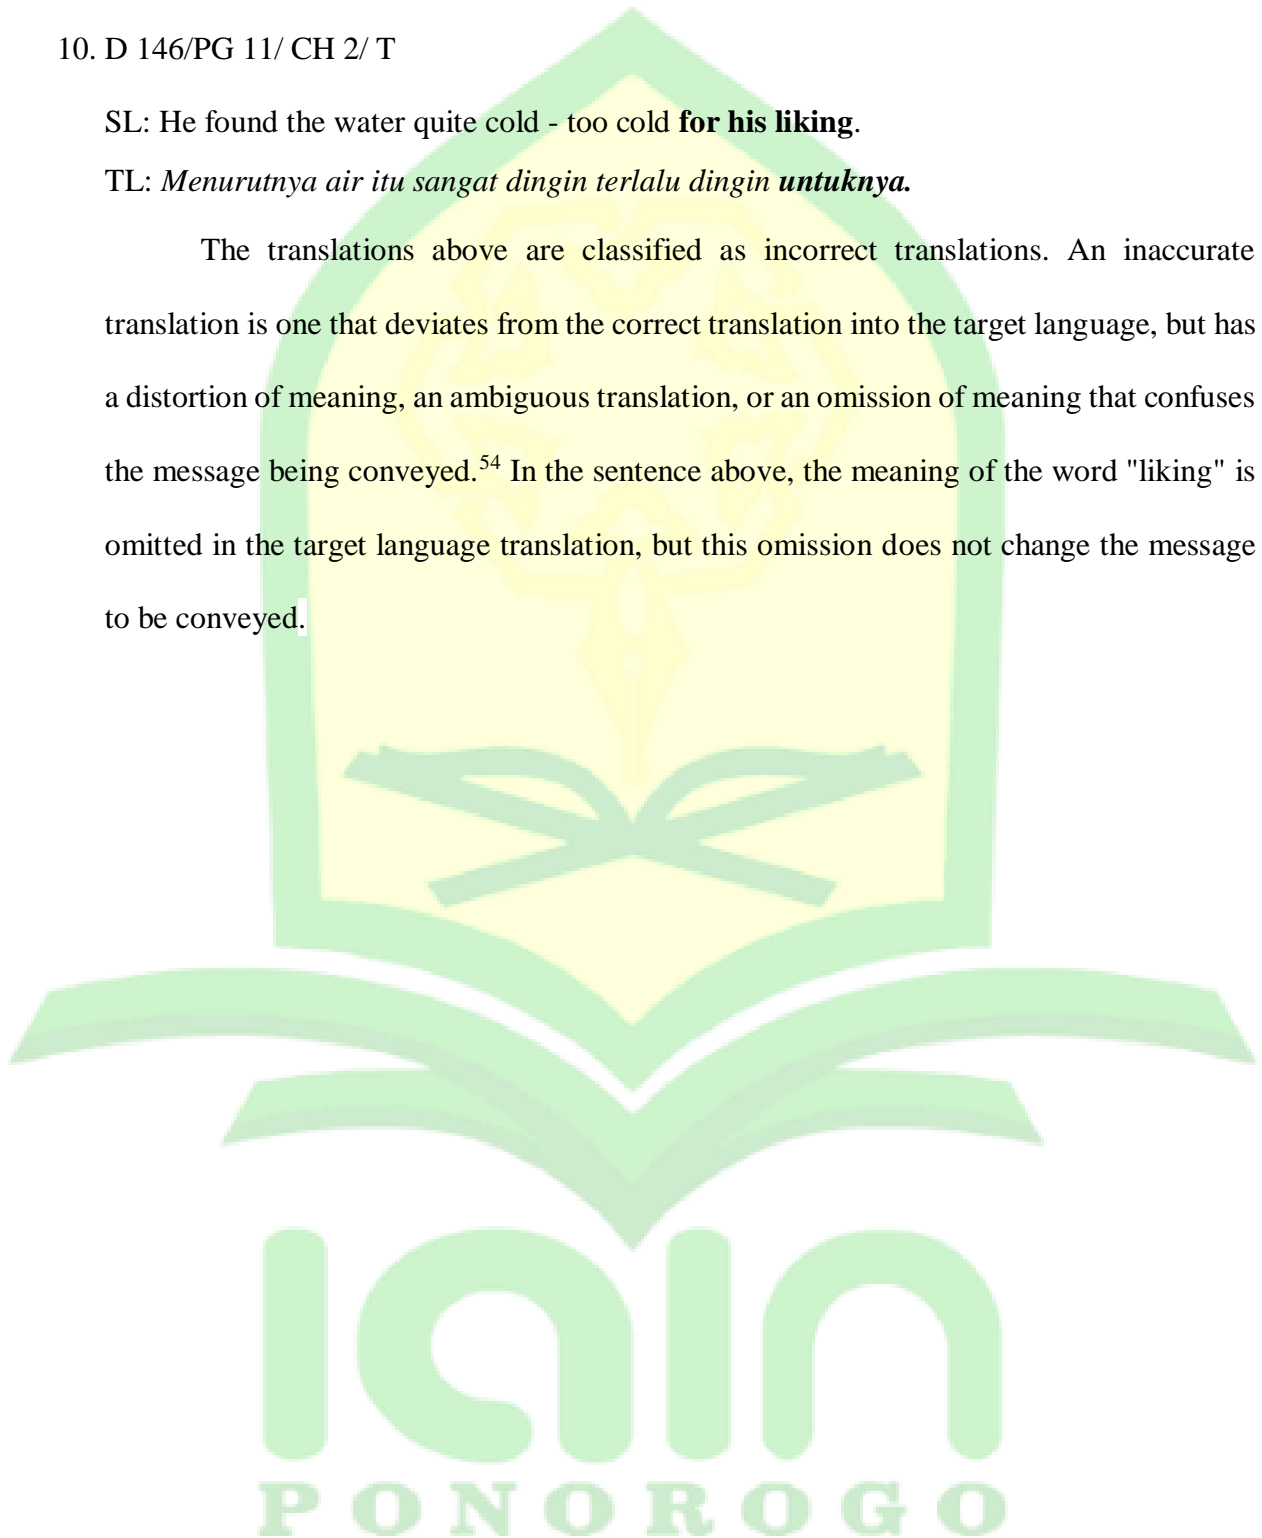 10. D 146/PG 11/ CH 2/ T
SL: He found the water quite cold - too cold for his liking.
TL: Menurutnya air itu sangat dingin terlalu dingin untuknya.
The translations above are classified as incorrect translations. An inaccurate
translation is one that deviates from the correct translation into the target language, but has
a distortion of meaning, an ambiguous translation, or an omission of meaning that confuses
the message being conveyed.54 In the sentence above, the meaning of the word "liking" is
omitted in the target language translation, but this omission does not change the message
to be conveyed.
iain
PONOROGO